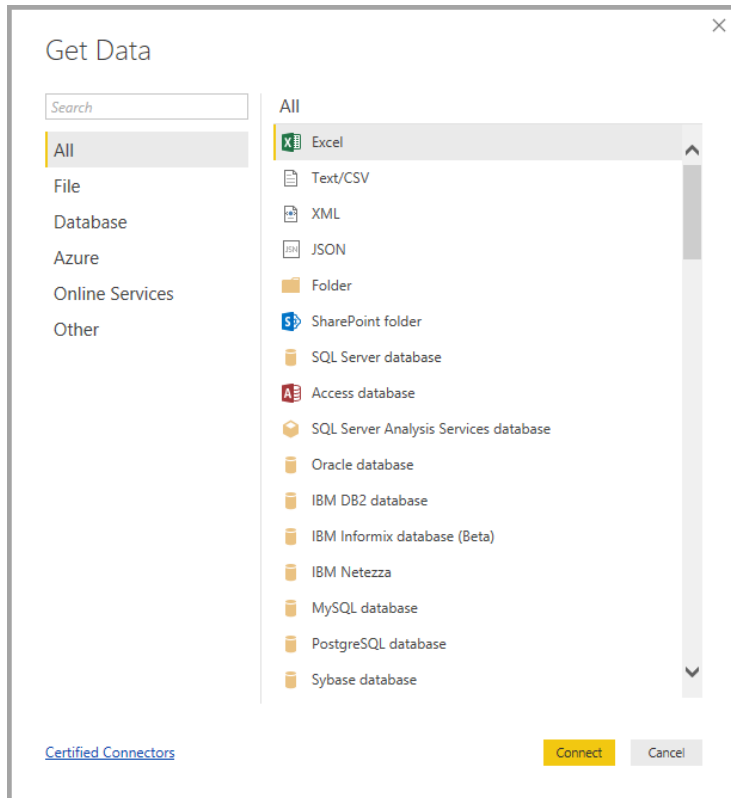 Get Data
Search
All
File
Database
Azure
Online Services
Other
All
Excel
Text/CSV
XML
JSON
Folder
SharePoint folder
SQL Server database
Access database
SQL Server Analysis Services database
Oracle database
IBM DB2 database
IBM Informix database (Beta)
IBM Netezza
MySQL database
PostgreSQL database
Sybase database
Certified Connectors
Connect
Cancel